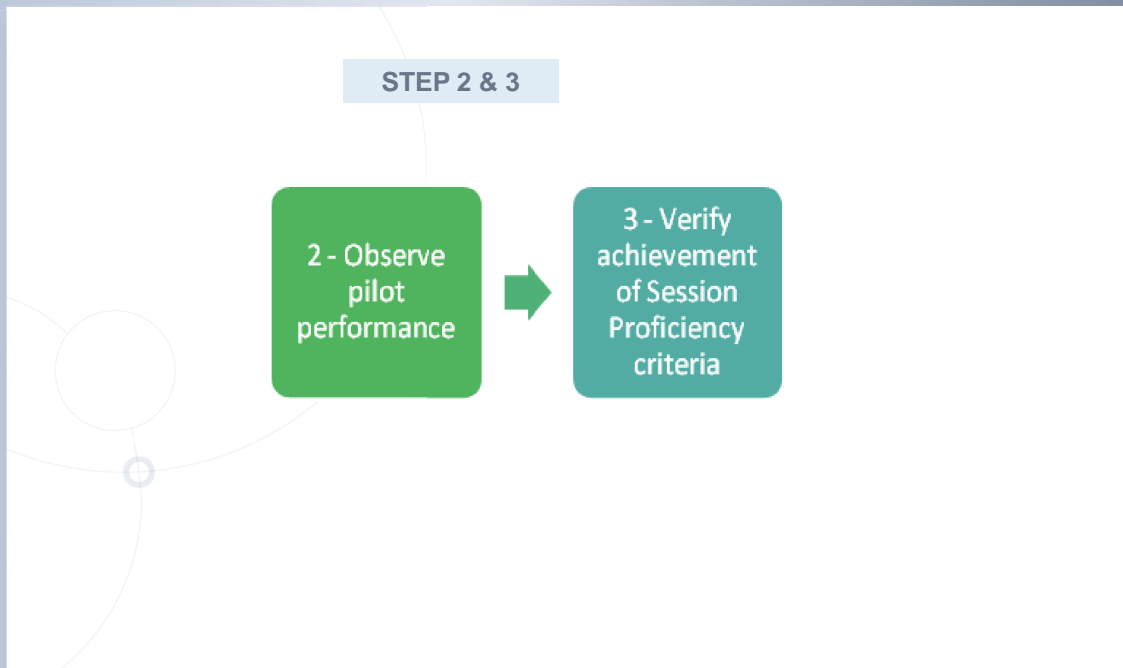 STEP 2 & 3
2 - Observe
pilot
performance
3 - Verify
achievement
of Session
Proficiency
criteria